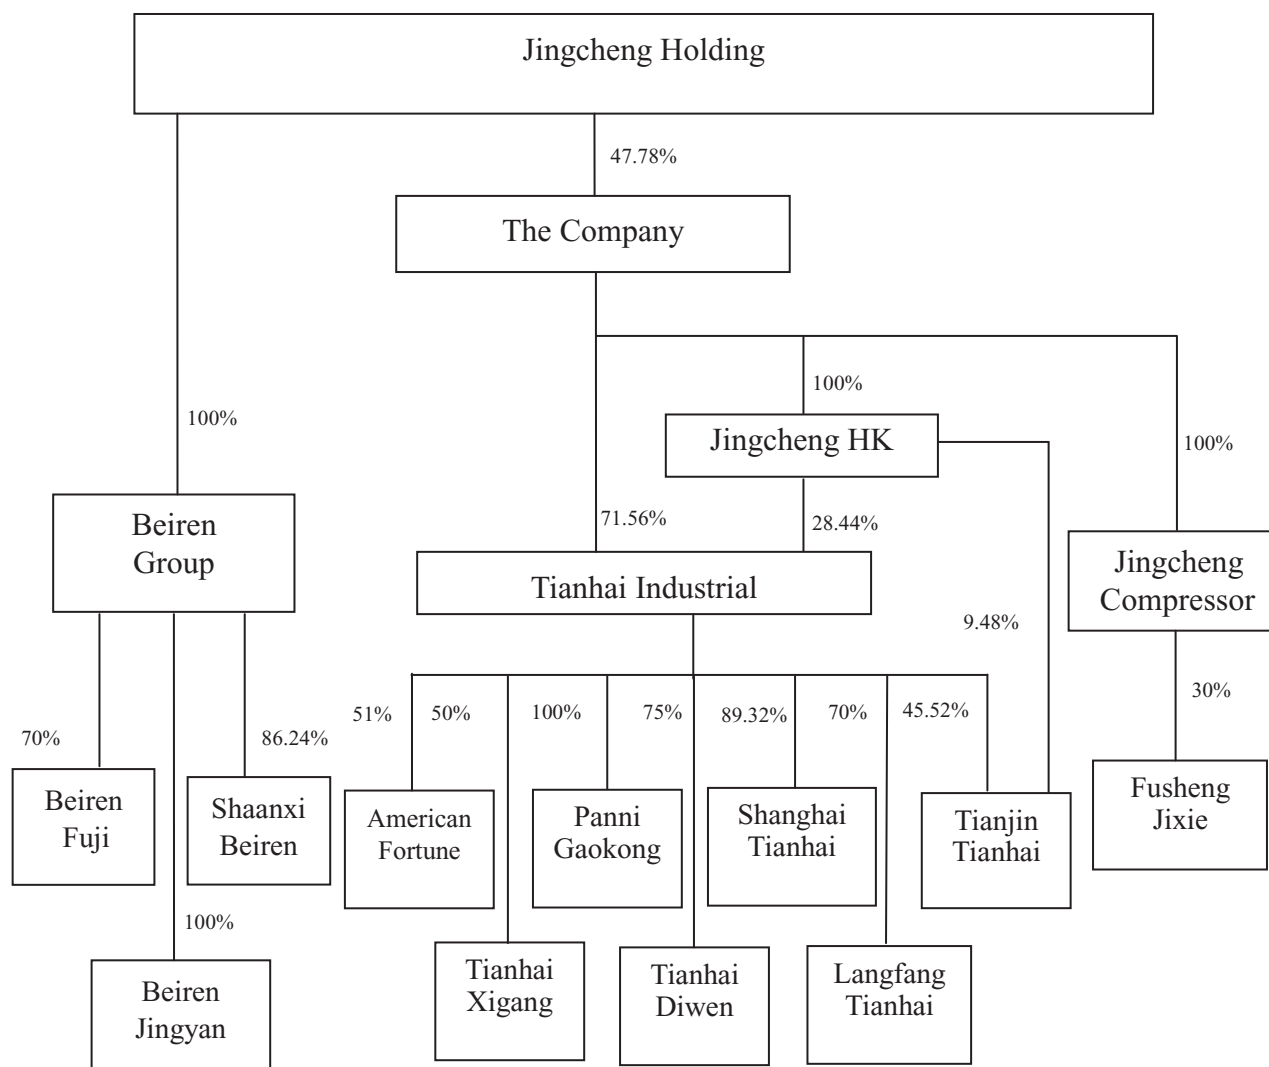 Jingcheng Holding
47.78%
The Company
100%
100%
Jingcheng HK
100%
71.56%
28.44%
Beiren
Group
Tianhai Industrial
Jingcheng
Compressor
9.48%
70%
86.24%
51%
50%
100%
75%
89.32%
70%
45.52%
30%
Beiren
Fuji
Shaanxi
Beiren
American
Fortune
Panni
Gaokong
Shanghai
Tianhai
Tianjin
Tianhai
Fusheng
Jixie
100%
Beiren
Jingyan
Tianhai
Xigang
Tianhai
Diwen
Langfang
Tianhai